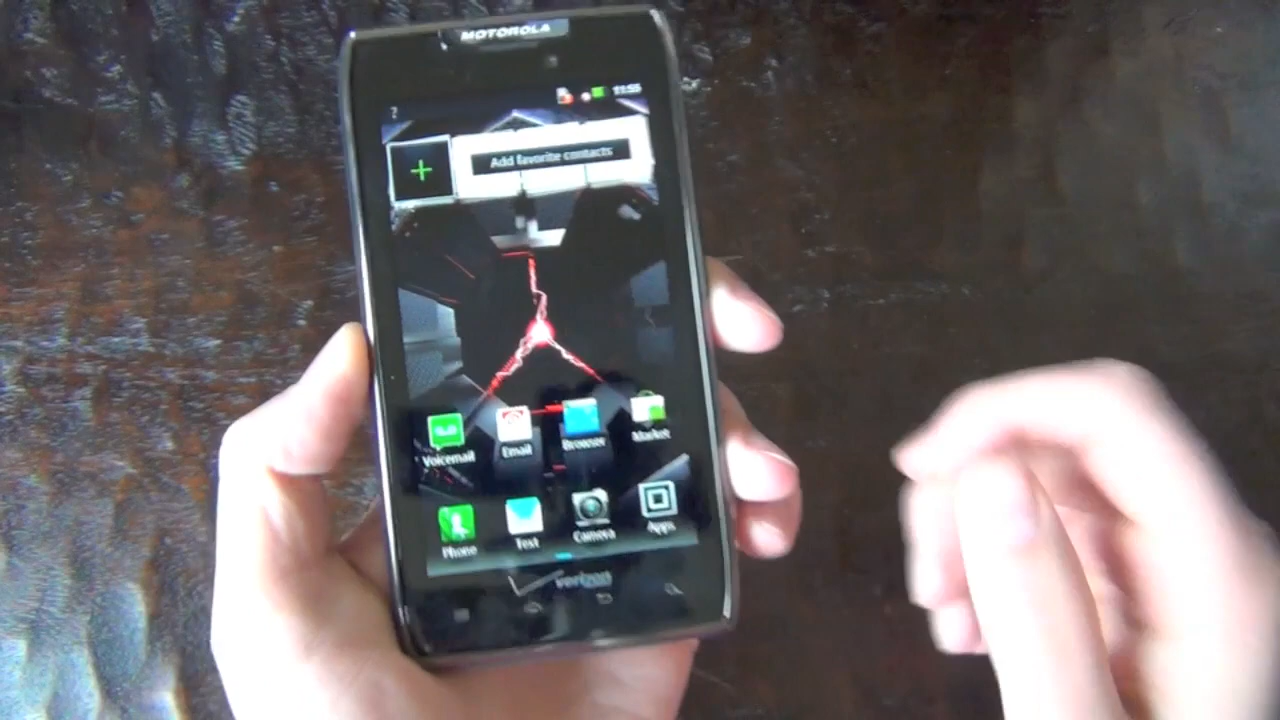 MOTOROLA
11:55
Add favorite contacts
Voicemail Email Browser Market
Phone Text Camera Apps
verizon